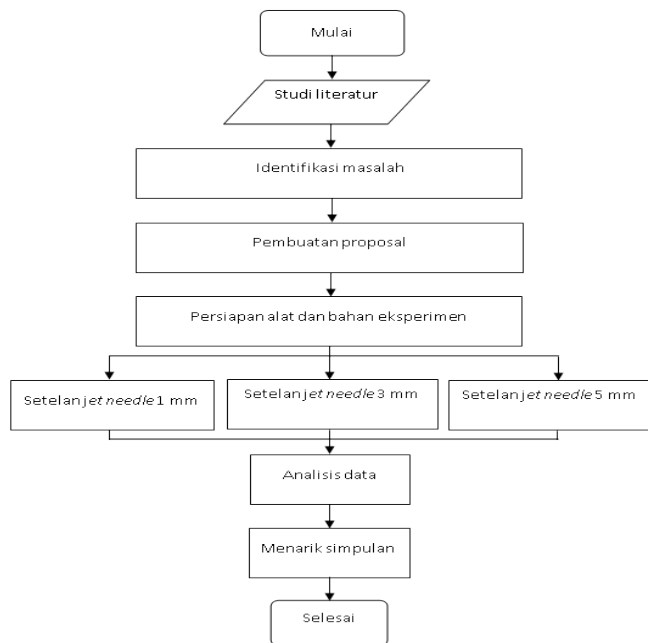 Mulai
Studi literatur
Identifikasi masalah
Pembuatan proposal
Persiapan alat dan bahan eksperimen
Setelan jet needle 1 mm
Setelan jet needle 3 mm
Setelan jet needle 5 mm
Analisis data
Menarik simpulan
Selesai